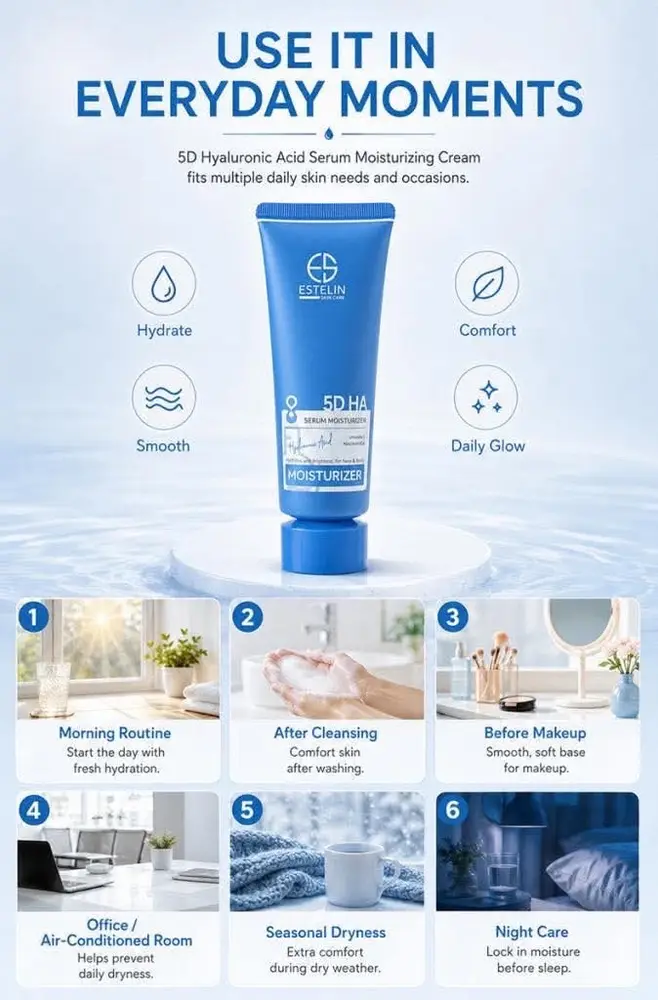 USE IT IN
EVERYDAY MOMENTS
5D Hyaluronic Acid Serum Moisturizing Cream
fits multiple daily skin needs and occasions.
Hydrate
Comfort
Smooth
Daily Glow
ES
ESTELIN
SKIN CARE
5D HA
SERUM MOISTURIZER
Hyaluronic Acid
MOISTURIZER
1
Morning Routine
Start the day with
fresh hydration.
2
After Cleansing
Comfort skin
after washing.
3
Before Makeup
Smooth, soft base
for makeup.
4
Office /
Air-Conditioned Room
Helps prevent
daily dryness.
5
Seasonal Dryness
Extra comfort
during dry weather.
6
Night Care
Lock in moisture
before sleep.